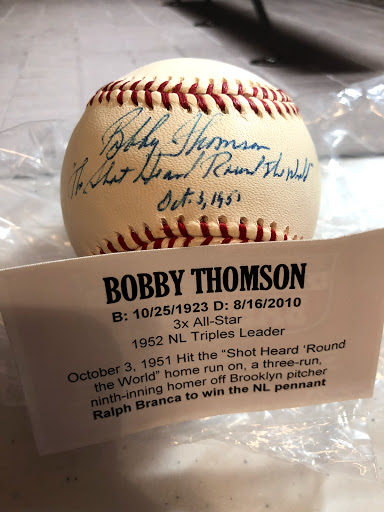 Bobby Thomson
"The Shot Heard Round The World"
Oct. 3, 1951
BOBBY THOMSON
B: 10/25/1923 D: 8/16/2010
3x All-Star
1952 NL Triples Leader
October 3, 1951 Hit the “Shot Heard ‘Round
the World” home run on, a three-run,
ninth-inning homer off Brooklyn pitcher
Ralph Branca to win the NL pennant